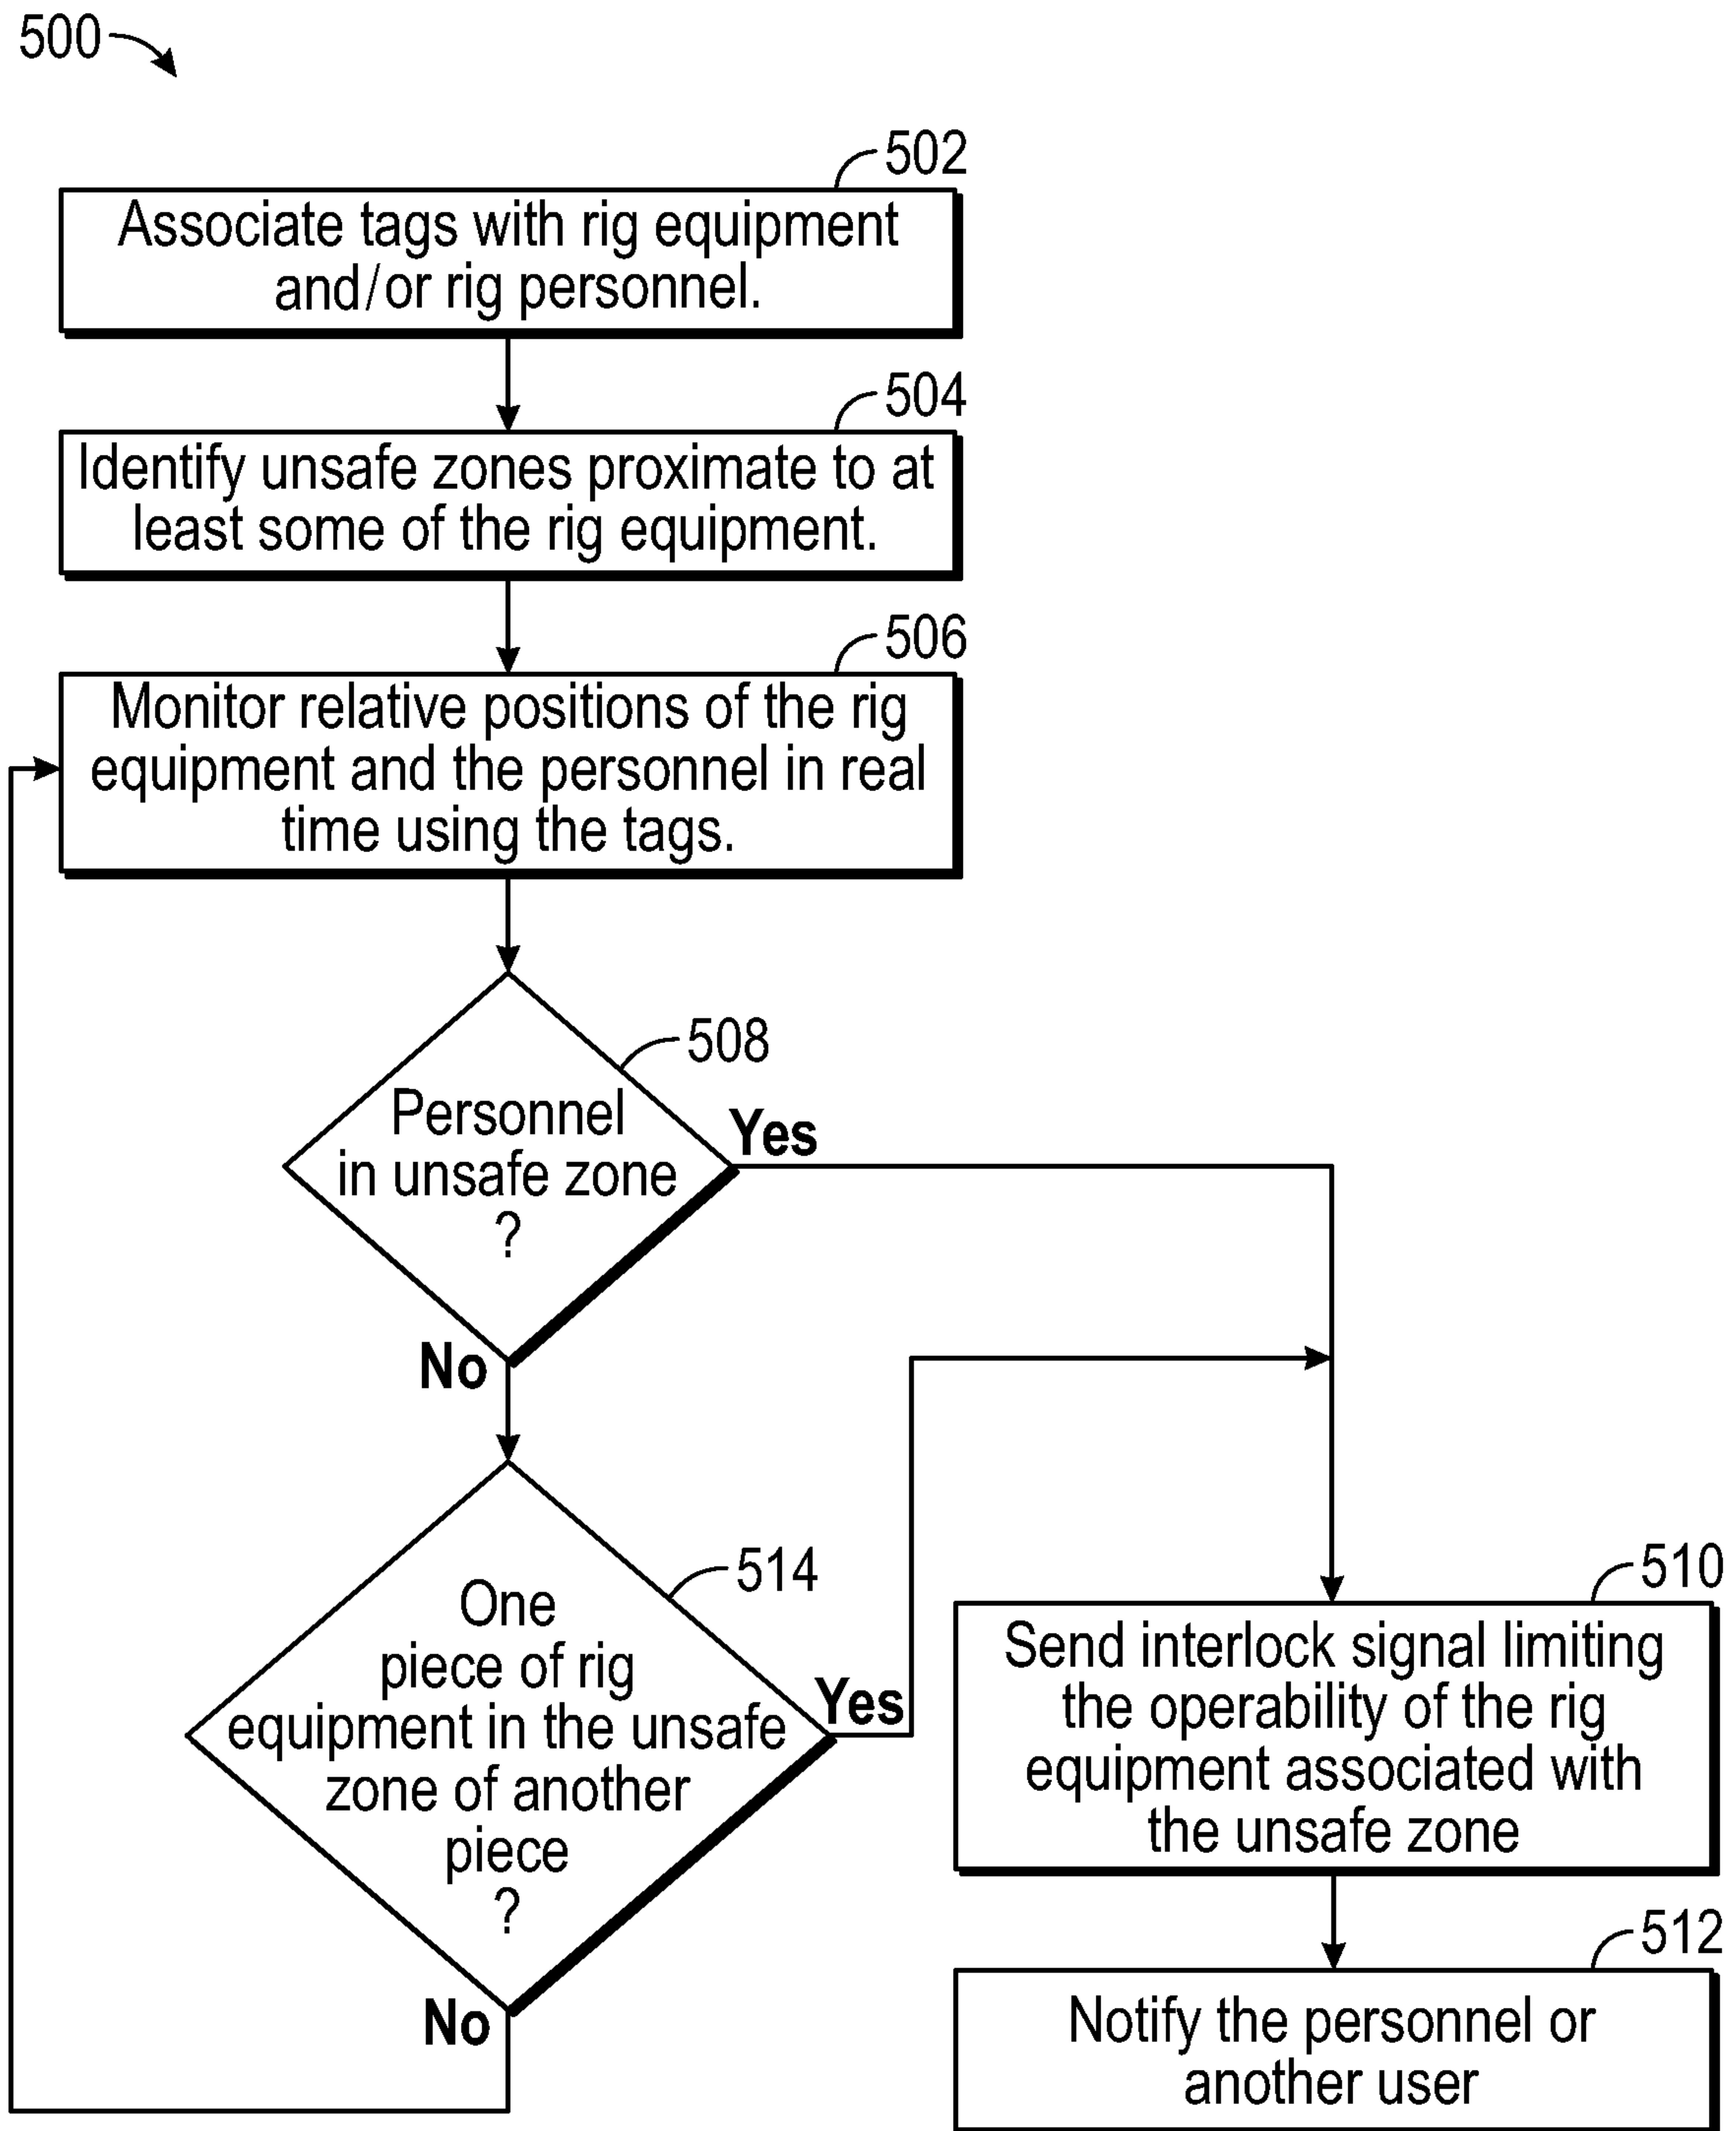 500
502
Associate tags with rig equipment
and/or rig personnel.
504
Identify unsafe zones proximate to at
least some of the rig equipment.
506
Monitor relative positions of the rig
equipment and the personnel in real
time using the tags.
508
Personnel
in unsafe zone
?
Yes
No
514
One
piece of rig
equipment in the unsafe
zone of another
piece
?
Yes
No
510
Send interlock signal limiting
the operability of the rig
equipment associated with
the unsafe zone
512
Notify the personnel or
another user